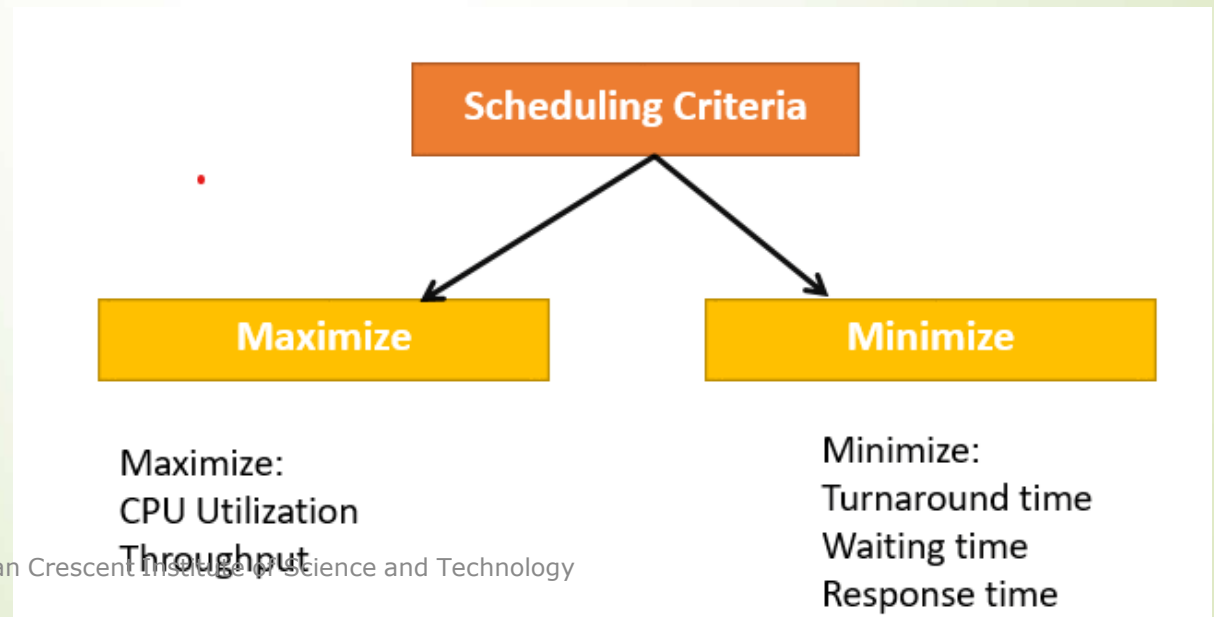 Scheduling Criteria
Maximize
Minimize
Maximize:
CPU Utilization
Throughput
Minimize:
Turnaround time
Waiting time
Response time
an Crescent Institute of Science and Technology